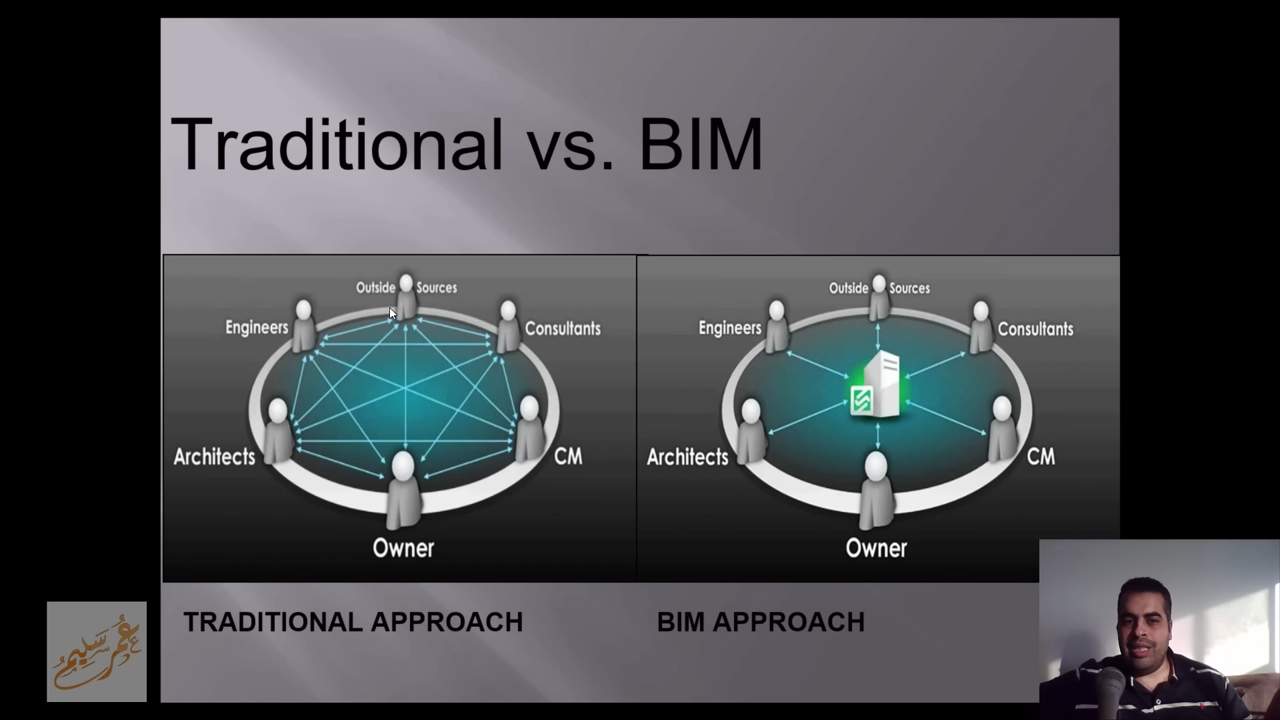 Traditional vs. BIM
Outside Sources
Engineers
Consultants
Architects
CM
Owner
Outside Sources
Engineers
Consultants
Architects
CM
Owner
TRADITIONAL APPROACH
BIM APPROACH
عُمَر سَلِيم